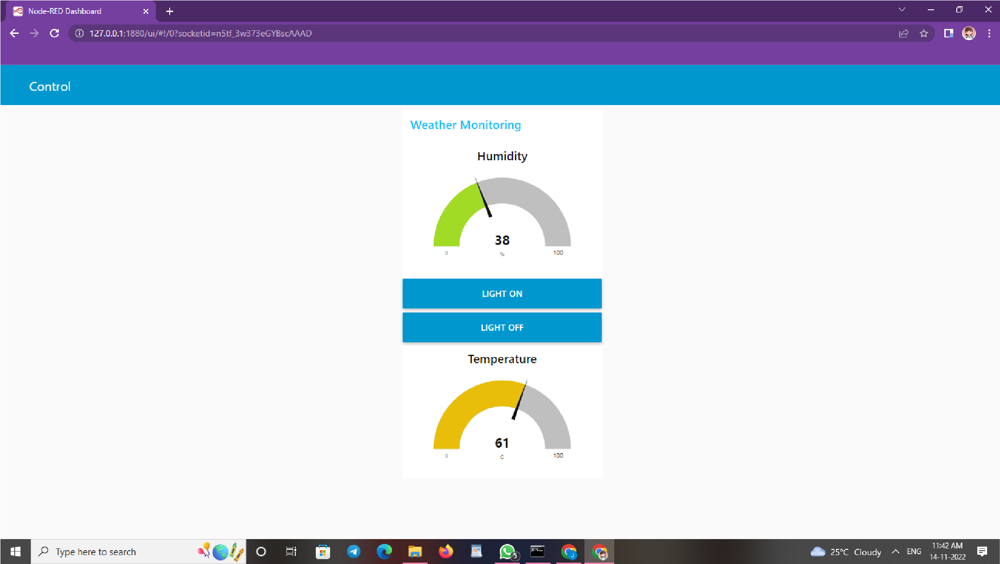 Node-RED Dashboard
127.0.0.1:1880/ui/#!/0?socketid=n5tf_3w373eGYBscAAAD
Control
Weather Monitoring
Humidity
38
0 % 100
LIGHT ON
LIGHT OFF
Temperature
61
0 C 100
Type here to search
5
J
25°C Cloudy
ENG
11:42 AM
14-11-2022